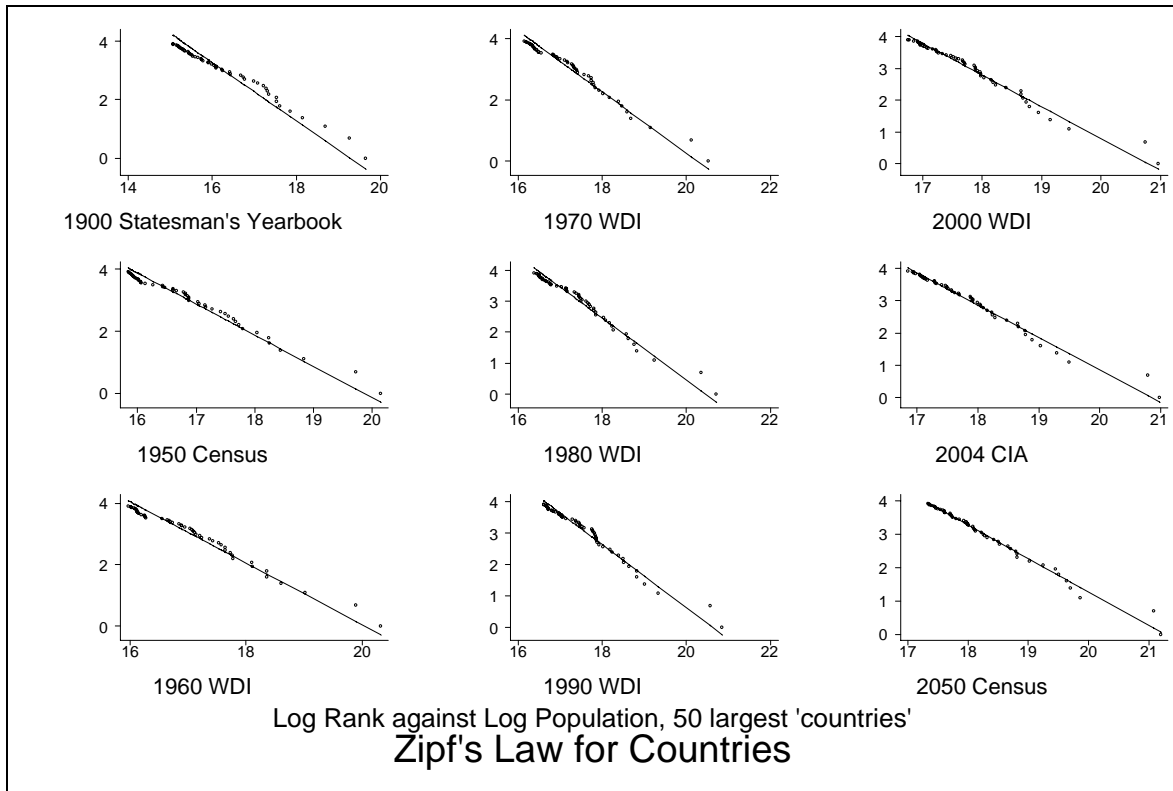 4
2
0
14 16 18 20
1900 Statesman's Yearbook
4
2
0
16 18 20 22
1970 WDI
4
3
2
1
0
17 18 19 20 21
2000 WDI
4
2
0
16 17 18 19 20
1950 Census
4
3
2
1
0
16 18 20 22
1980 WDI
4
3
2
1
0
17 18 19 20 21
2004 CIA
4
2
0
16 18 20
1960 WDI
4
3
2
1
0
16 18 20 22
1990 WDI
4
3
2
1
0
17 18 19 20 21
2050 Census
Log Rank against Log Population, 50 largest 'countries'
Zipf's Law for Countries